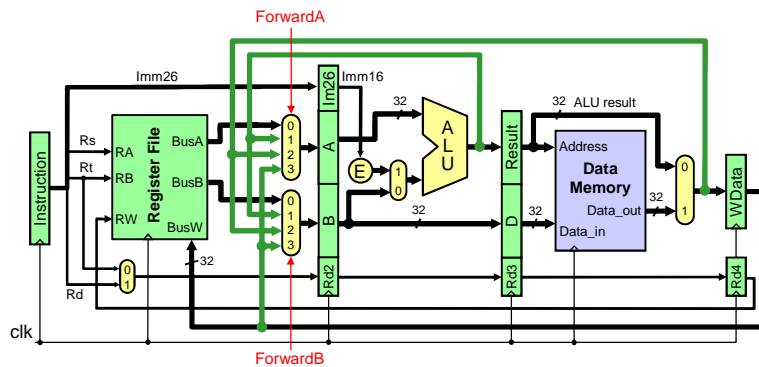 ForwardA
Imm26
Im26
Imm16
32
ALU result
32
Instruction
Rs
Rt
RA
RB
RW
Register File
BusA
BusB
BusW
0
1
2
3
A
E
1
0
A
L
U
Result
Address
Data
Memory
Data_out
Data_in
32
0
1
WData
0
1
2
3
B
32
D
32
32
Rd
0
1
Rd2
Rd3
Rd4
clk
ForwardB